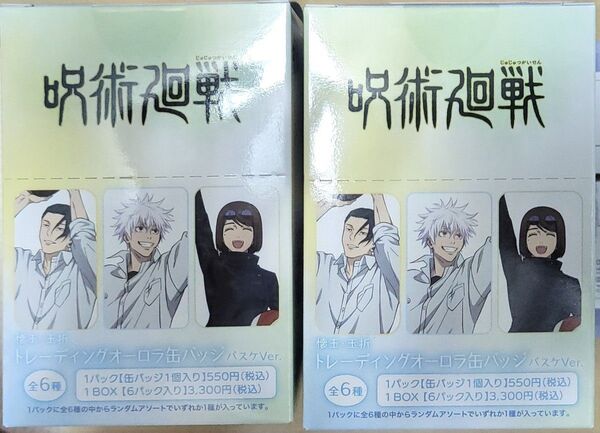 じゅじゅつかいせん
呪術廻戦
懐玉・玉折
トレーディングオーロラ缶バッジ バスケVer.
全6種
1パック【缶バッジ1個入り】550円(税込)
1 BOX【6パック入り】3,300円(税込)
1パックに全6種の中からランダムアソートでいずれか1種が入っています。
じゅじゅつかいせん
呪術廻戦
懐玉・玉折
トレーディングオーロラ缶バッジ バスケVer.
全6種
1パック【缶バッジ1個入り】550円(税込)
1 BOX【6パック入り】3,300円(税込)
1パックに全6種の中からランダムアソートでいずれか1種が入っています。